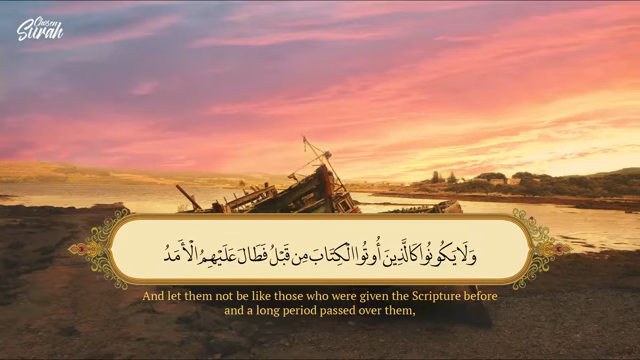 Chosen
Surah
وَلَا يَكُونُوا كَالَّذِينَ أُوتُوا الْكِتَابَ مِن قَبْلُ فَطَالَ عَلَيْهِمُ الْأَمَدُ
And let them not be like those who were given the Scripture before
and a long period passed over them,